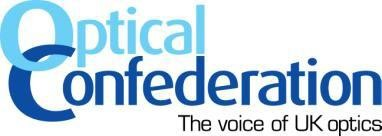 Optical
Confederation
The voice of UK optics